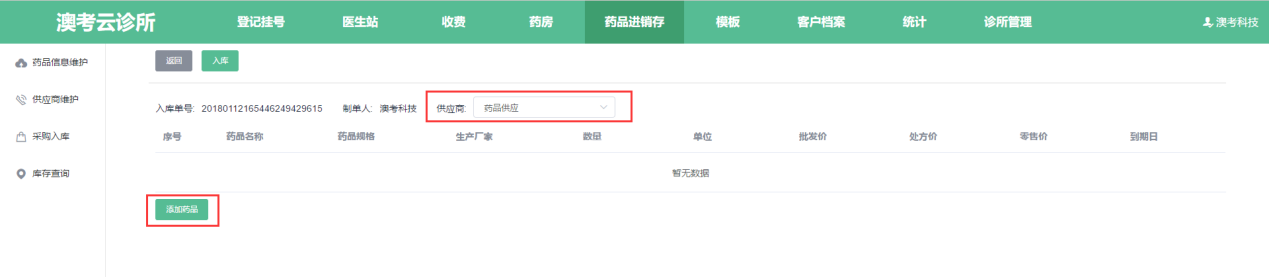 澳考云诊所 登记挂号 医生站 收费 药房 药品进销存 模板 客户档案 统计 诊所管理 澳考科技
药品信息维护 返回 入库
供应商维护
入库单号: 20180112165446249429615 制单人: 澳考科技 供应商: 药品供应
采购入库
序号 药品名称 药品规格 生产厂家 数量 单位 批发价 处方价 零售价 到期日
库存查询
暂无数据
添加药品